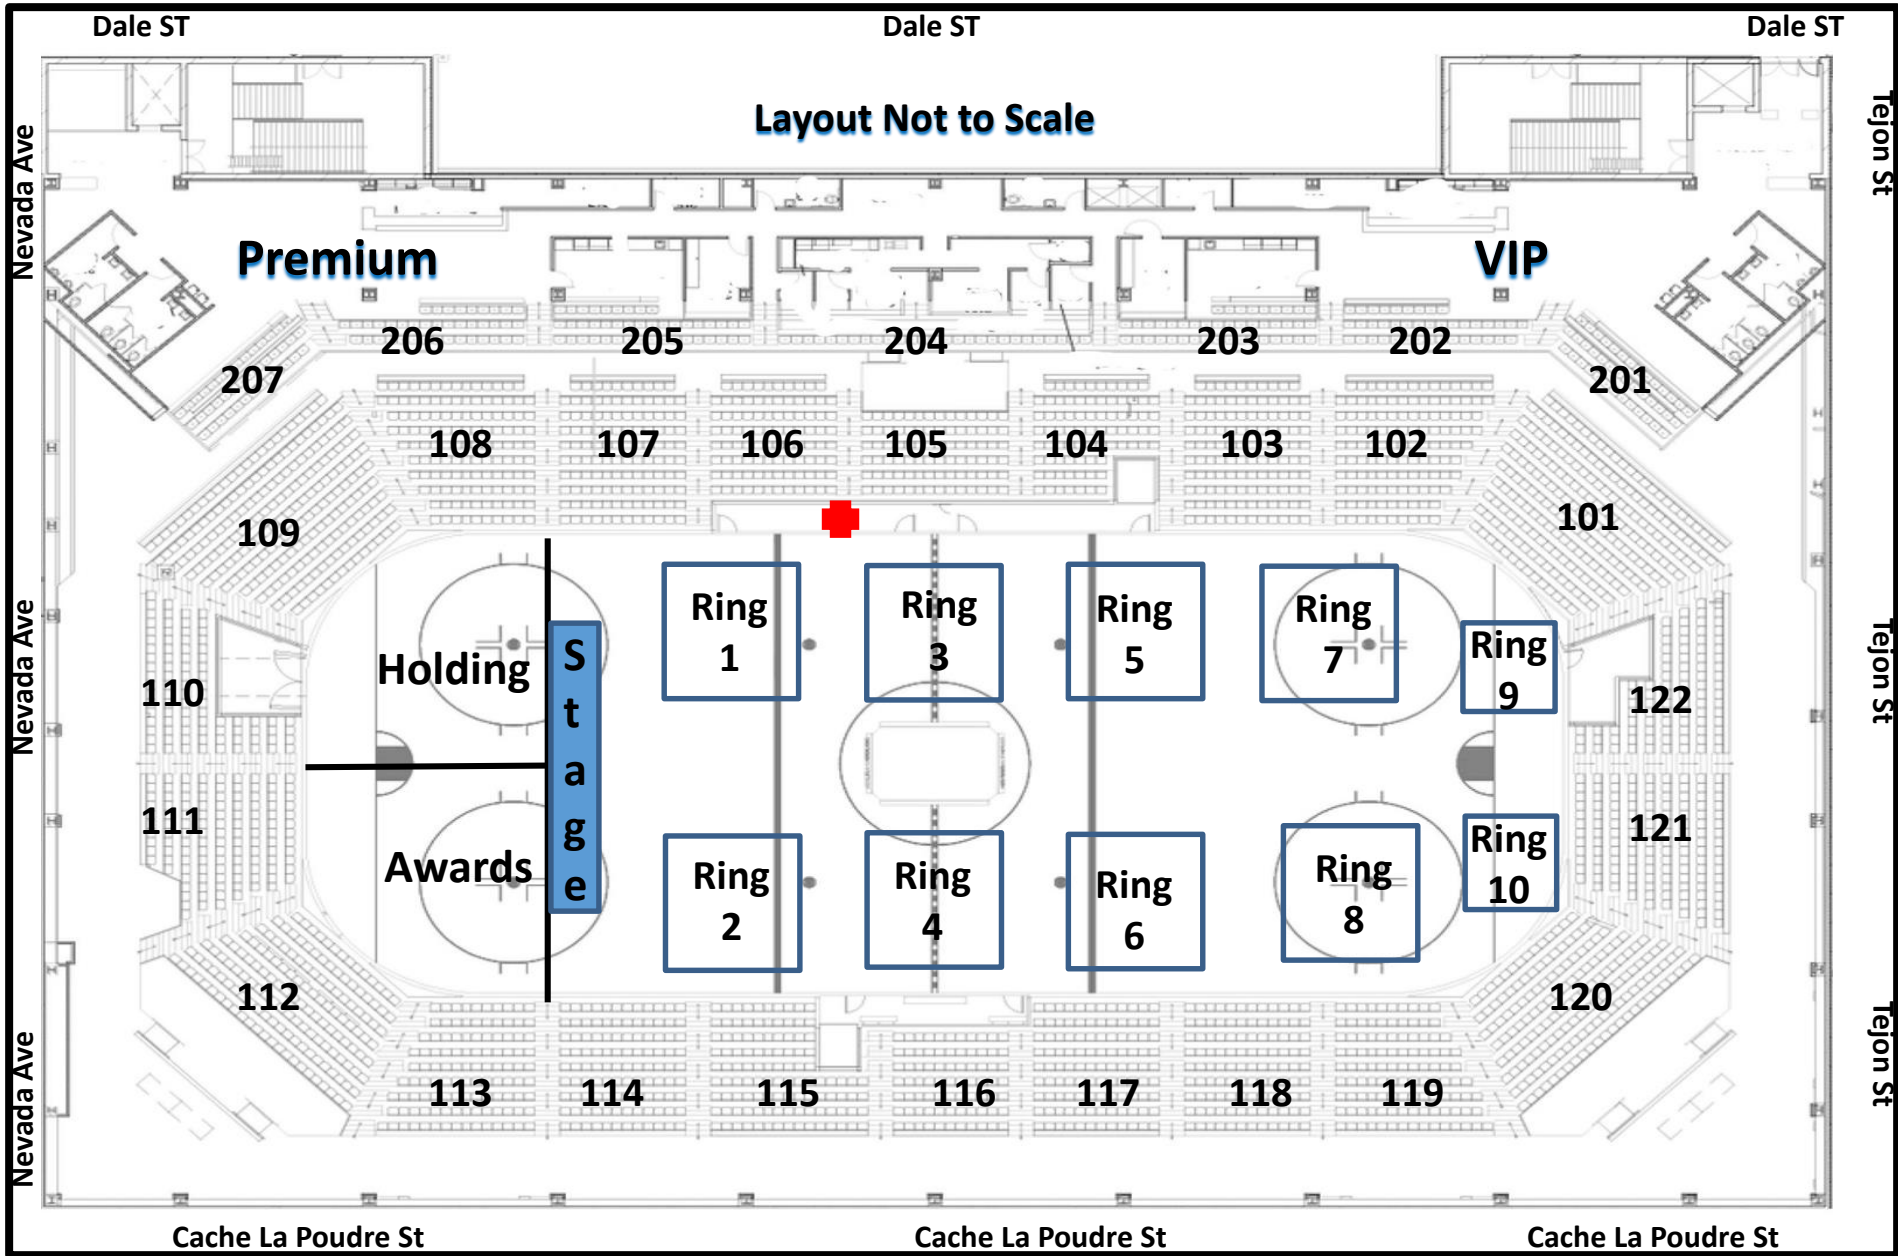 Dale ST
Dale ST
Dale ST
Layout Not to Scale
Nevada Ave
Tejon St
Premium
VIP
206
205
204
203
202
207
201
108
107
106
105
104
103
102
109
101
Ring
1
Ring
3
Ring
5
Ring
7
Ring
9
Nevada Ave
Tejon St
Holding
Stage
110
122
111
121
Awards
Ring
2
Ring
4
Ring
6
Ring
8
Ring
10
112
120
Nevada Ave
Tejon St
113
114
115
116
117
118
119
Cache La Poudre St
Cache La Poudre St
Cache La Poudre St